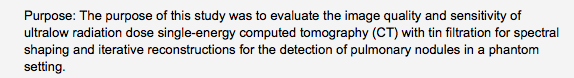 Purpose: The purpose of this study was to evaluate the image quality and sensitivity of
ultralow radiation dose single-energy computed tomography (CT) with tin filtration for spectral
shaping and iterative reconstructions for the detection of pulmonary nodules in a phantom
setting.